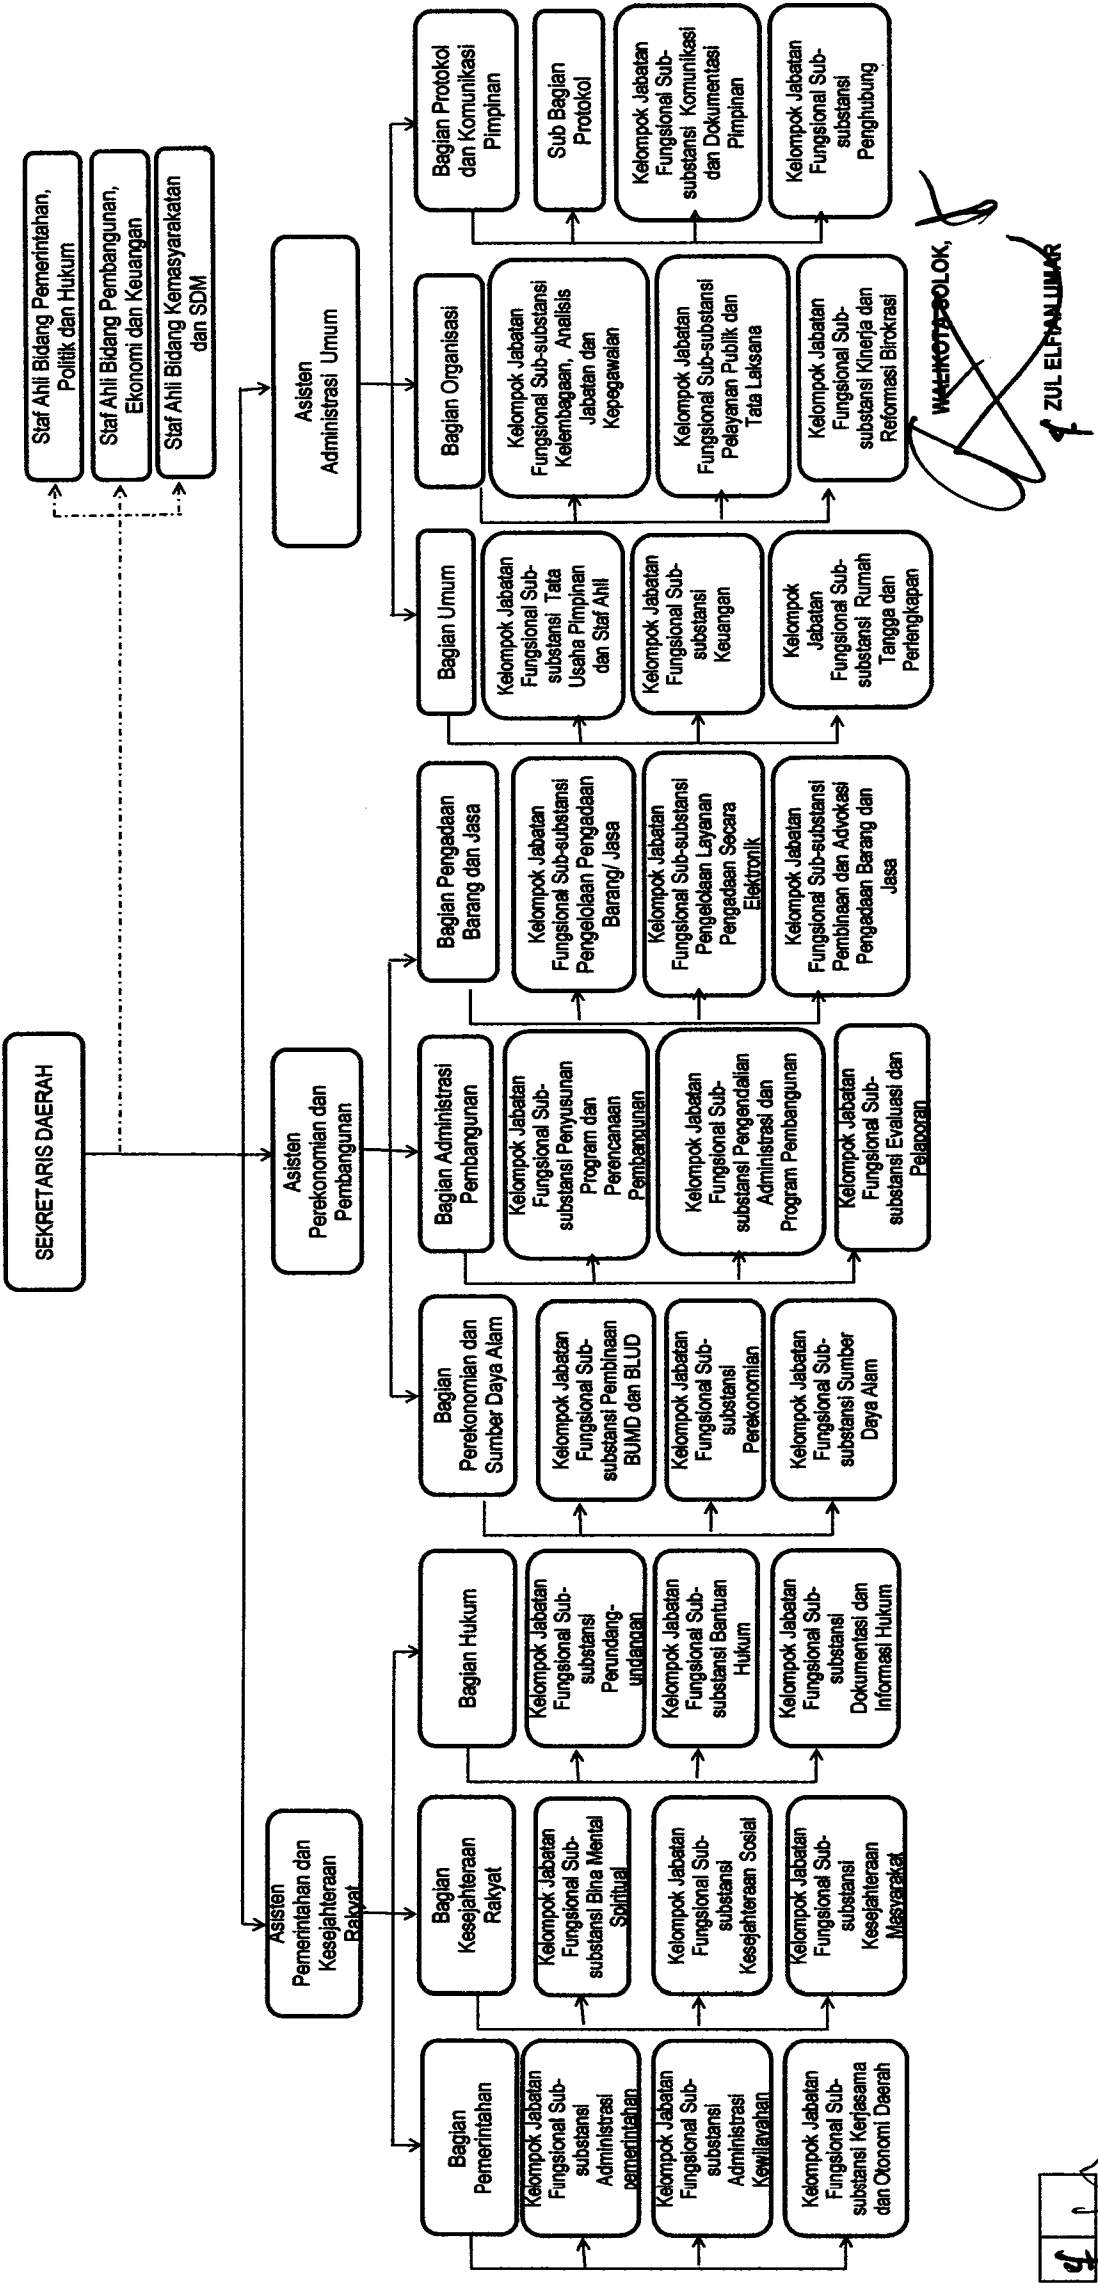 SEKRETARIS DAERAH
Staf Ahli Bidang Pemerintahan,
Politik dan Hukum
Staf Ahli Bidang Pembangunan,
Ekonomi dan Keuangan
Staf Ahli Bidang Kemasyarakatan
dan SDM
Asisten
Pemerintahan dan
Kesejahteraan
Rakyat
Asisten
Perekonomian dan
Pembangunan
Asisten
Administrasi Umum
Bagian
Pemerintahan
Kelompok Jabatan
Fungsional Sub-
substansi
Administrasi
pemerintahan
Kelompok Jabatan
Fungsional Sub-
substansi
Administrasi
Kewilayahan
Kelompok Jabatan
Fungsional Sub-
substansi Kerjasama
dan Otonomi Daerah
Bagian
Kesejahteraan
Rakyat
Kelompok Jabatan
Fungsional Sub-
substansi Bina Mental
Spiritual
Kelompok Jabatan
Fungsional Sub-
substansi
Kesejahteraan Sosial
Kelompok Jabatan
Fungsional Sub-
substansi
Kesejahteraan
Masyarakat
Bagian Hukum
Kelompok Jabatan
Fungsional Sub-
substansi
Perundang-
undangan
Kelompok Jabatan
Fungsional Sub-
substansi Bantuan
Hukum
Kelompok Jabatan
Fungsional Sub-
substansi
Dokumentasi dan
Informasi Hukum
Bagian
Perekonomian dan
Sumber Daya Alam
Kelompok Jabatan
Fungsional Sub-
substansi Pembinaan
BUMD dan BLUD
Kelompok Jabatan
Fungsional Sub-
substansi
Perekonomian
Kelompok Jabatan
Fungsional Sub-
substansi Sumber
Daya Alam
Bagian Administrasi
Pembangunan
Kelompok Jabatan
Fungsional Sub-
substansi Penyusunan
Program dan
Perencanaan
Pembangunan
Kelompok Jabatan
Fungsional Sub-
substansi Pengendalian
Administrasi dan
Program Pembangunan
Kelompok Jabatan
Fungsional Sub-
substansi Evaluasi dan
Pelaporan
Bagian Pengadaan
Barang dan Jasa
Kelompok Jabatan
Fungsional Sub-substansi
Pengelolaan Pengadaan
Barang/ Jasa
Kelompok Jabatan
Fungsional Sub-substansi
Pengelolaan Layanan
Pengadaan Secara
Elektronik
Kelompok Jabatan
Fungsional Sub-substansi
Pembinaan dan Advokasi
Pengadaan Barang dan
Jasa
Bagian Umum
Kelompok Jabatan
Fungsional Sub-
substansi Tata
Usaha Pimpinan
dan Staf Ahli
Kelompok Jabatan
Fungsional Sub-
substansi
Keuangan
Kelompok
Jabatan
Fungsional Sub-
substansi Rumah
Tangga dan
Perlengkapan
Bagian Organisasi
Kelompok Jabatan
Fungsional Sub-substansi
Kelembagaan, Analisis
Jabatan dan
Kepegawaian
Kelompok Jabatan
Fungsional Sub-substansi
Pelayanan Publik dan
Tata Laksana
Kelompok Jabatan
Fungsional Sub-
substansi Kinerja dan
Reformasi Birokrasi
Bagian Protokol
dan Komunikasi
Pimpinan
Sub Bagian
Protokol
Kelompok Jabatan
Fungsional Sub-
substansi Komunikasi
dan Dokumentasi
Pimpinan
Kelompok Jabatan
Fungsional Sub-
substansi
Penghubung
WALIKOTA SOLOK,
ZUL ELFIAN UMAR